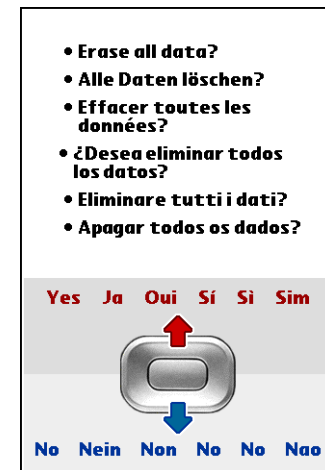 • Erase all data?
• Alle Daten löschen?
• Effacer toutes les
données?
• ¿Desea eliminar todos
los datos?
• Eliminare tutti i dati?
• Apagar todos os dados?
Yes Ja Oui Sí Sì Sim
No Nein Non No No Nao